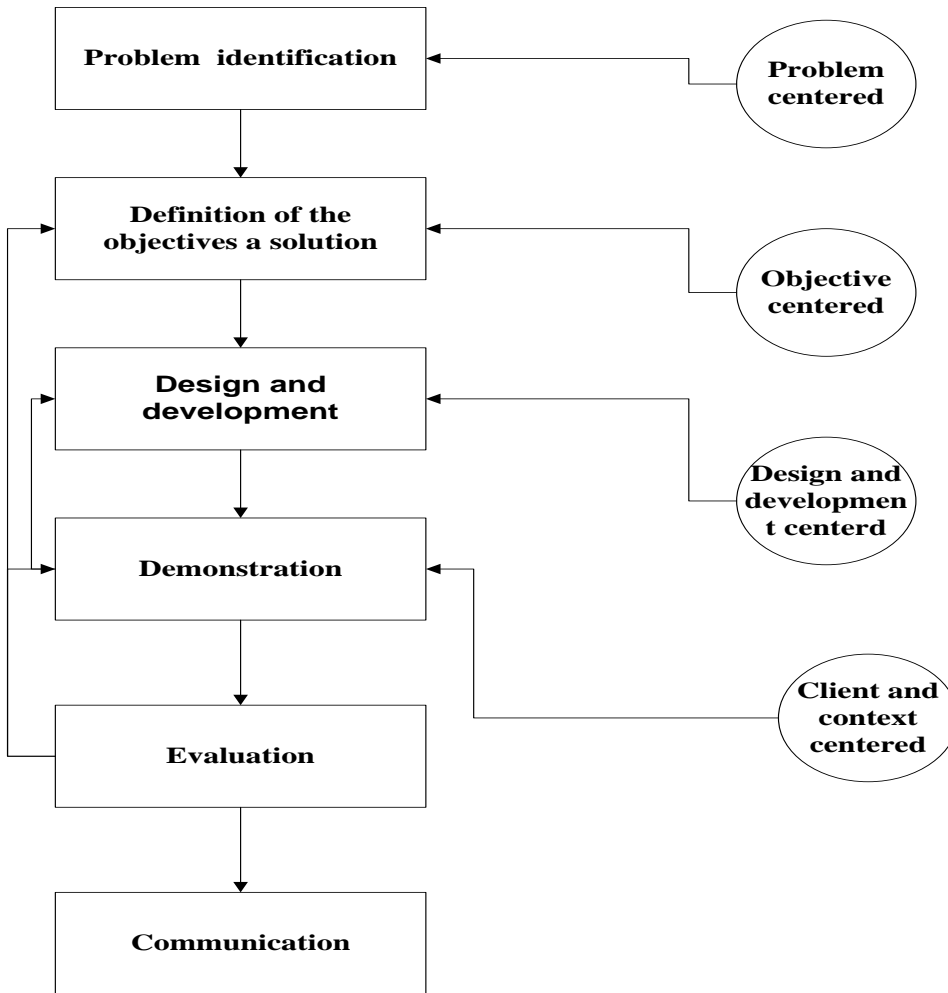 Problem identification
Problem
centered
Definition of the
objectives a solution
Objective
centered
Design and
development
Design and
developmen
t centerd
Demonstration
Client and
context
centered
Evaluation
Communication